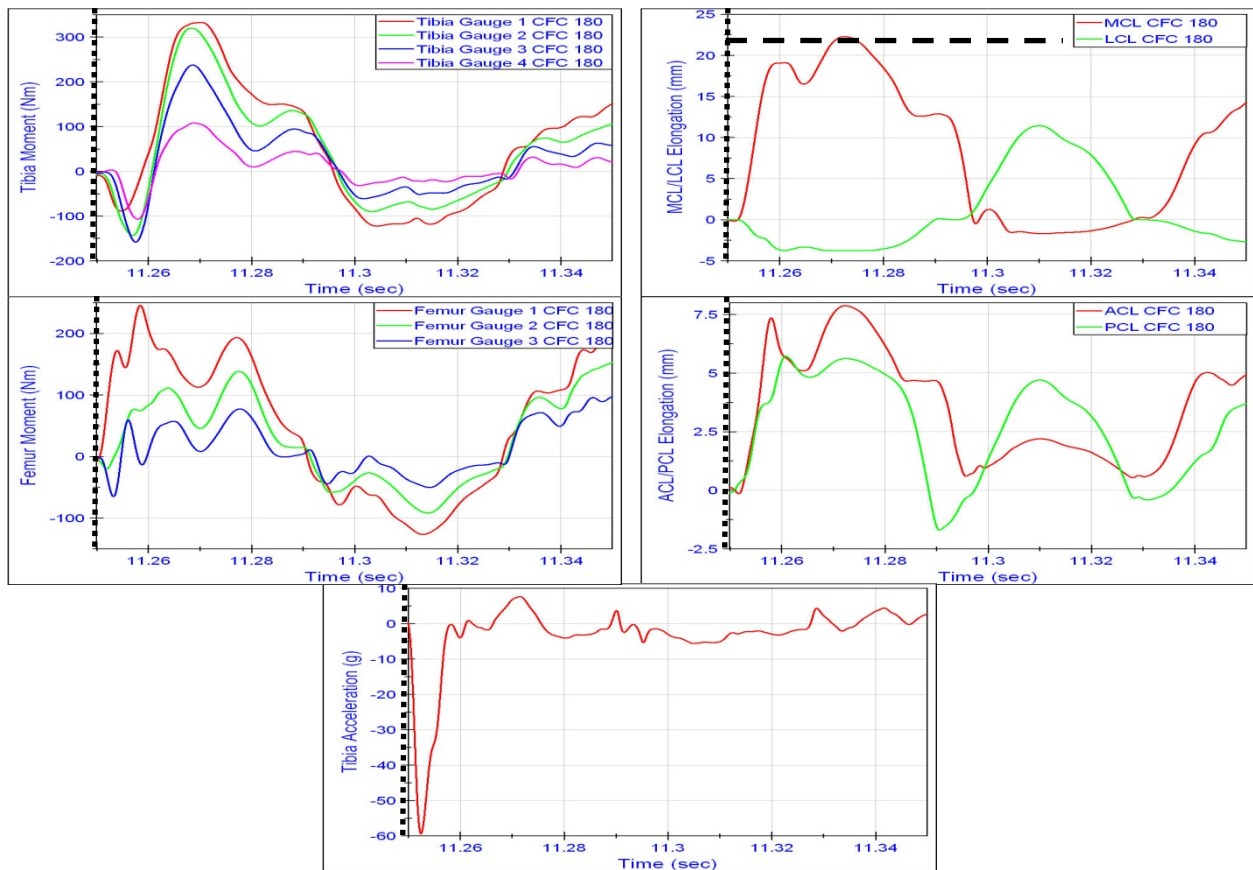 Tibia Moment (Nm)
300
200
100
0
-100
-200
Tibia Gauge 1 CFC 180
Tibia Gauge 2 CFC 180
Tibia Gauge 3 CFC 180
Tibia Gauge 4 CFC 180
11.26 11.28 11.3 11.32 11.34
Time (sec)
MCL/LCL Elongation (mm)
25
20
15
10
5
0
-5
MCL CFC 180
LCL CFC 180
11.26 11.28 11.3 11.32 11.34
Time (sec)
Femur Moment (Nm)
200
100
0
-100
Femur Gauge 1 CFC 180
Femur Gauge 2 CFC 180
Femur Gauge 3 CFC 180
11.26 11.28 11.3 11.32 11.34
Time (sec)
ACL/PCL Elongation (mm)
7.5
5
2.5
0
-2.5
ACL CFC 180
PCL CFC 180
11.26 11.28 11.3 11.32 11.34
Time (sec)
Tibia Acceleration (g)
10
0
-10
-20
-30
-40
-50
-60
11.26 11.28 11.3 11.32 11.34
Time (sec)